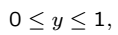 0 ≤ y ≤ 1,